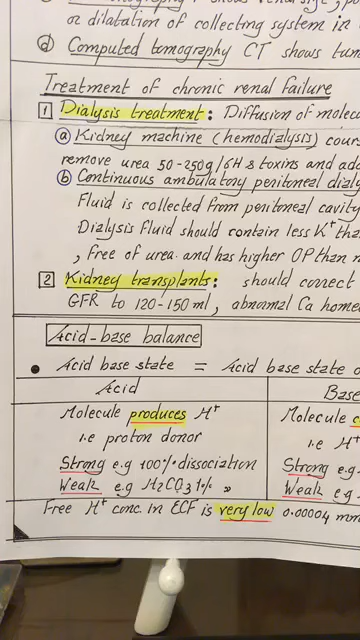 or dilatation of collecting system in
ⓓ Computed tomography CT shows tum
Treatment of chronic renal failure
1 Dialysis treatment: Diffusion of molec
ⓐ Kidney machine (hemodialysis) cour
remove urea 50-250g/6H & toxins and ade
ⓑ Continuous ambulatory peritoneal dialy
Fluid is collected from peritoneal cavity
Dialysis fluid should contain less K⁺ tha
, free of urea and has higher OP than n
2 Kidney transplants: should correct
GFR to 120-150 ml, abnormal Ca home
Acid-base balance
• Acid base state = Acid base state o
Acid Base
Molecule produces H⁺ Molecule c
i.e proton donor i.e H⁺
Strong e.g 100% dissociation Strong e.g
Weak e.g H₂CO₃ 1% 〃 Weak e.g
Free H⁺ conc. in ECF is very low 0.00004 mm